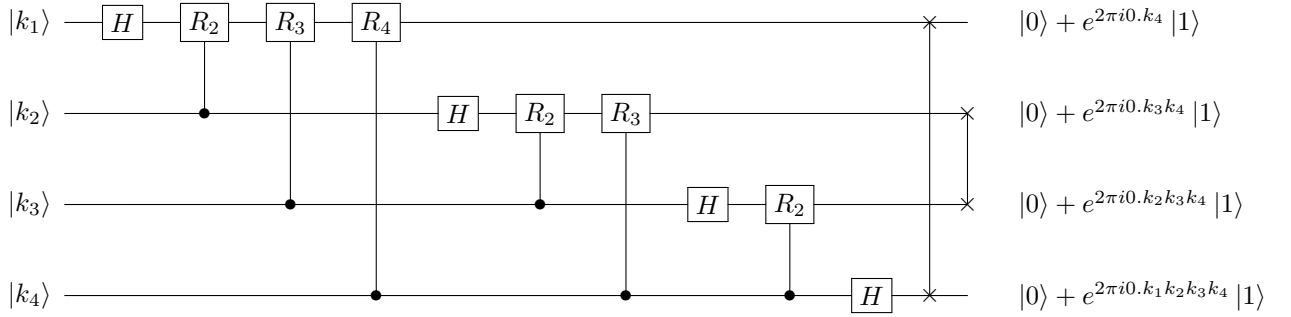 |k₁⟩ H R₂ R₃ R₄ |0⟩ + e^{2πi0.k₄} |1⟩
|k₂⟩ H R₂ R₃ |0⟩ + e^{2πi0.k₃k₄} |1⟩
|k₃⟩ H R₂ |0⟩ + e^{2πi0.k₂k₃k₄} |1⟩
|k₄⟩ H |0⟩ + e^{2πi0.k₁k₂k₃k₄} |1⟩